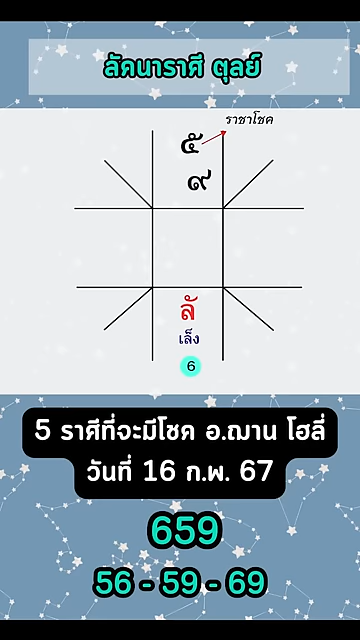 ลัคนาราศี ตุลย์
ราชาโชค
๕
๙
ลั
เล็ง
6
5 ราศีที่จะมีโชค อ.ฌาน โฮลี่
วันที่ 16 ก.พ. 67
659
56 - 59 - 69